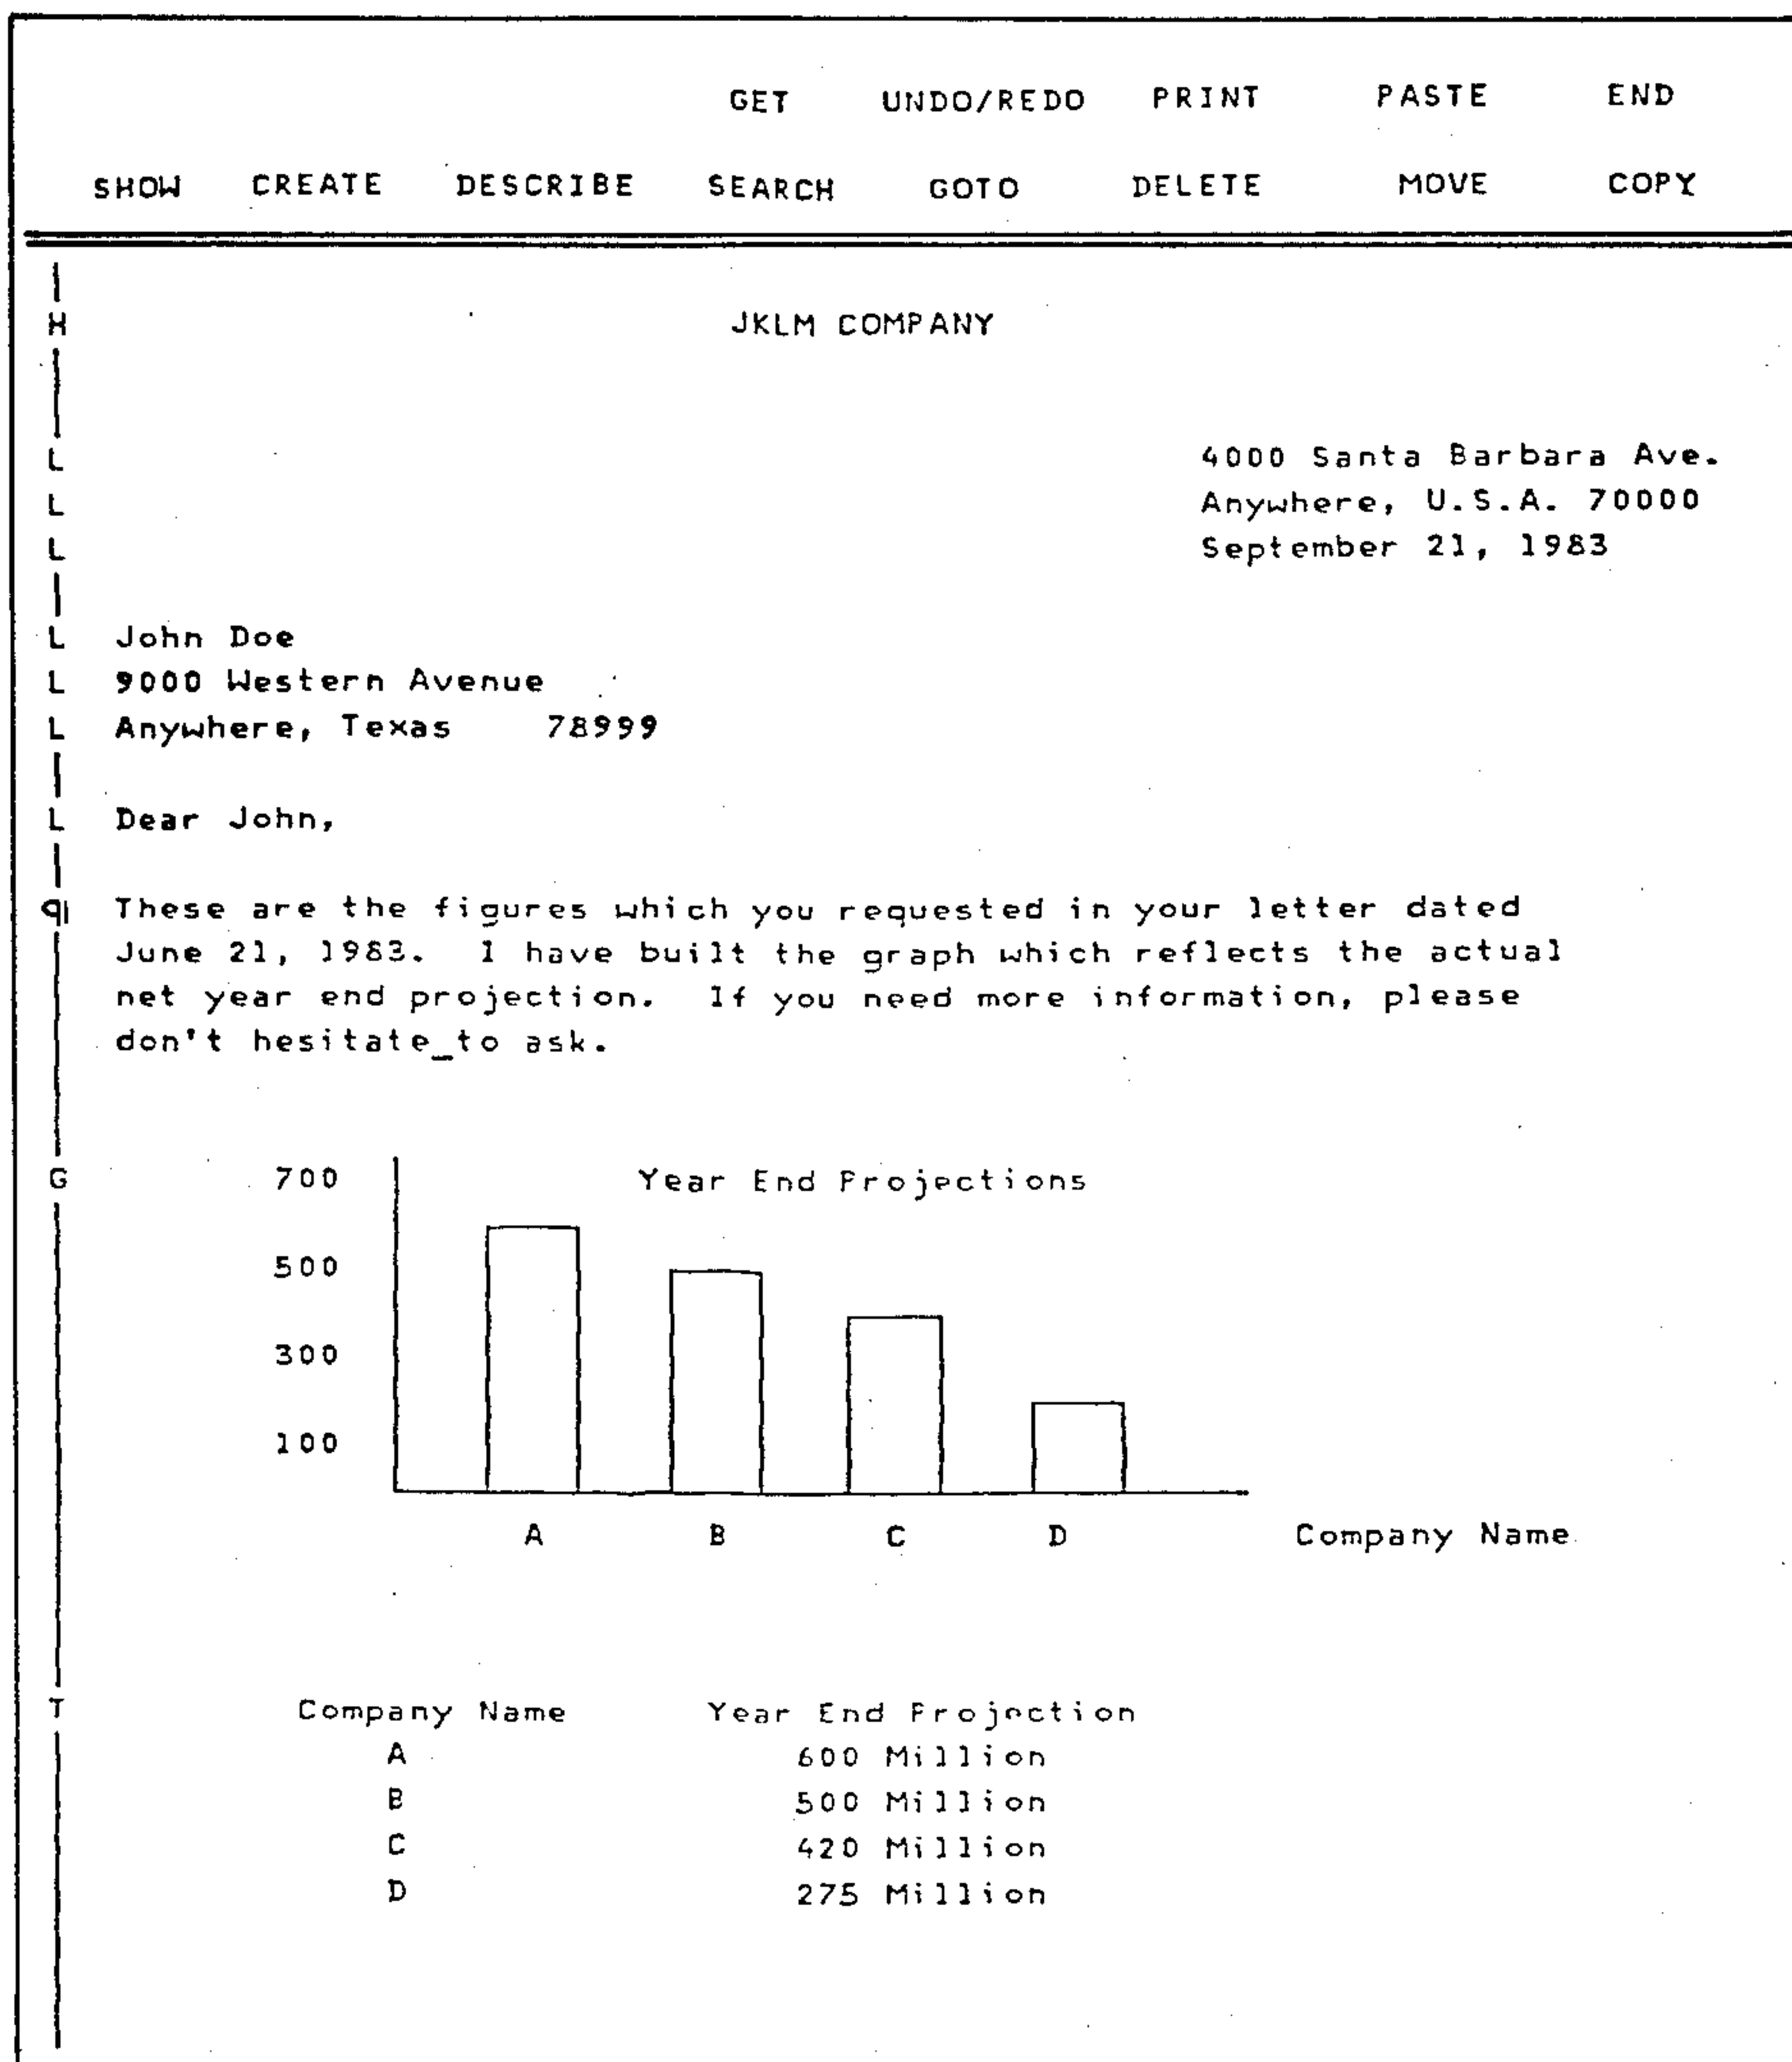 GET UNDO/REDO PRINT PASTE END
SHOW CREATE DESCRIBE SEARCH GOTO DELETE MOVE COPY
H JKLM COMPANY
L 4000 Santa Barbara Ave.
L Anywhere, U.S.A. 70000
L September 21, 1983
L John Doe
L 9000 Western Avenue
L Anywhere, Texas 78999
L Dear John,
¶ These are the figures which you requested in your letter dated
June 21, 1983. I have built the graph which reflects the actual
net year end projection. If you need more information, please
don't hesitate_to ask.
G 700 Year End Projections
500
300
100
A B C D Company Name
T Company Name Year End Projection
A 600 Million
B 500 Million
C 420 Million
D 275 Million